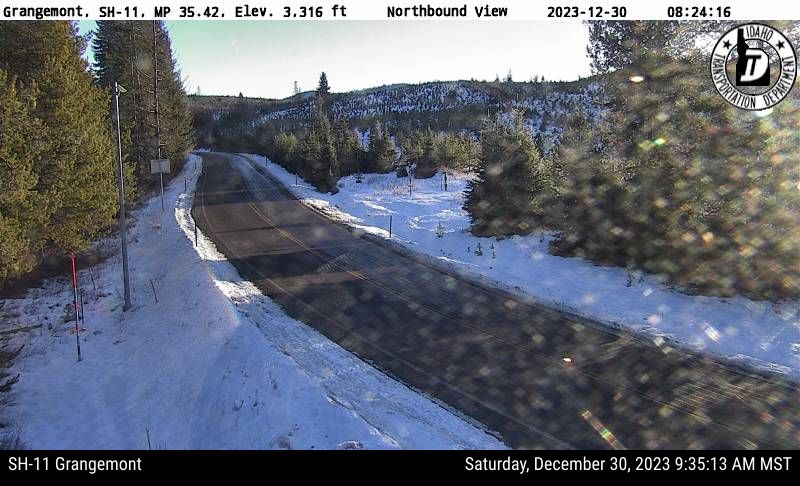 Grangemont, SH-11, MP 35.42, Elev. 3,316 ft Northbound View 2023-12-30 08:24:16
IDAHO
TRANSPORTATION DEPARTMENT
SH-11 Grangemont Saturday, December 30, 2023 9:35:13 AM MST